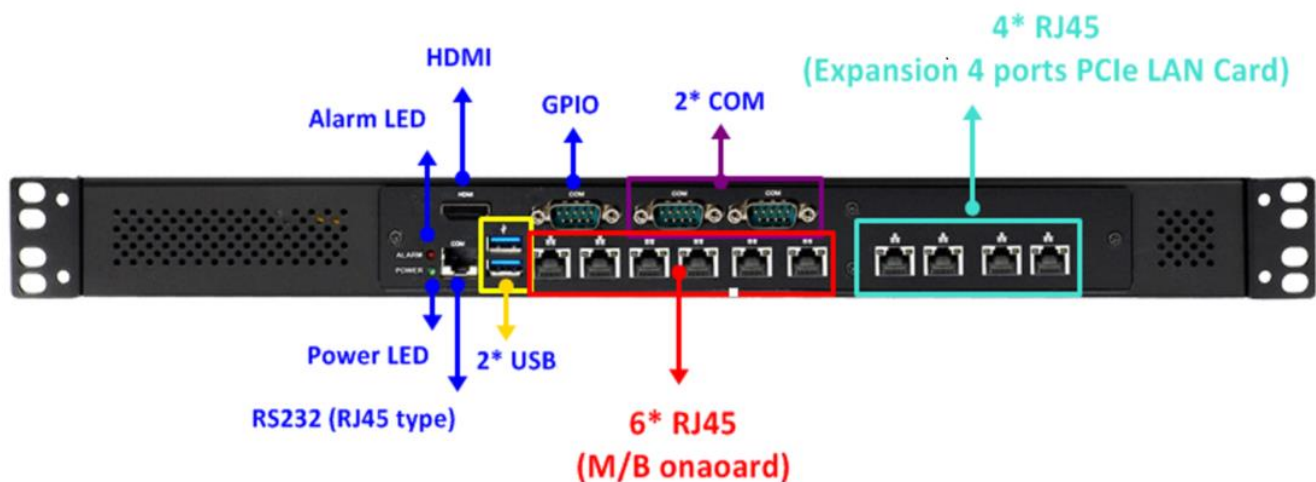 4* RJ45
(Expansion 4 ports PCIe LAN Card)
HDMI
Alarm LED
GPIO
2* COM
HDMI
COM
COM
COM
COM
ALARM
POWER
Power LED
2* USB
RS232 (RJ45 type)
6* RJ45
(M/B onaoard)